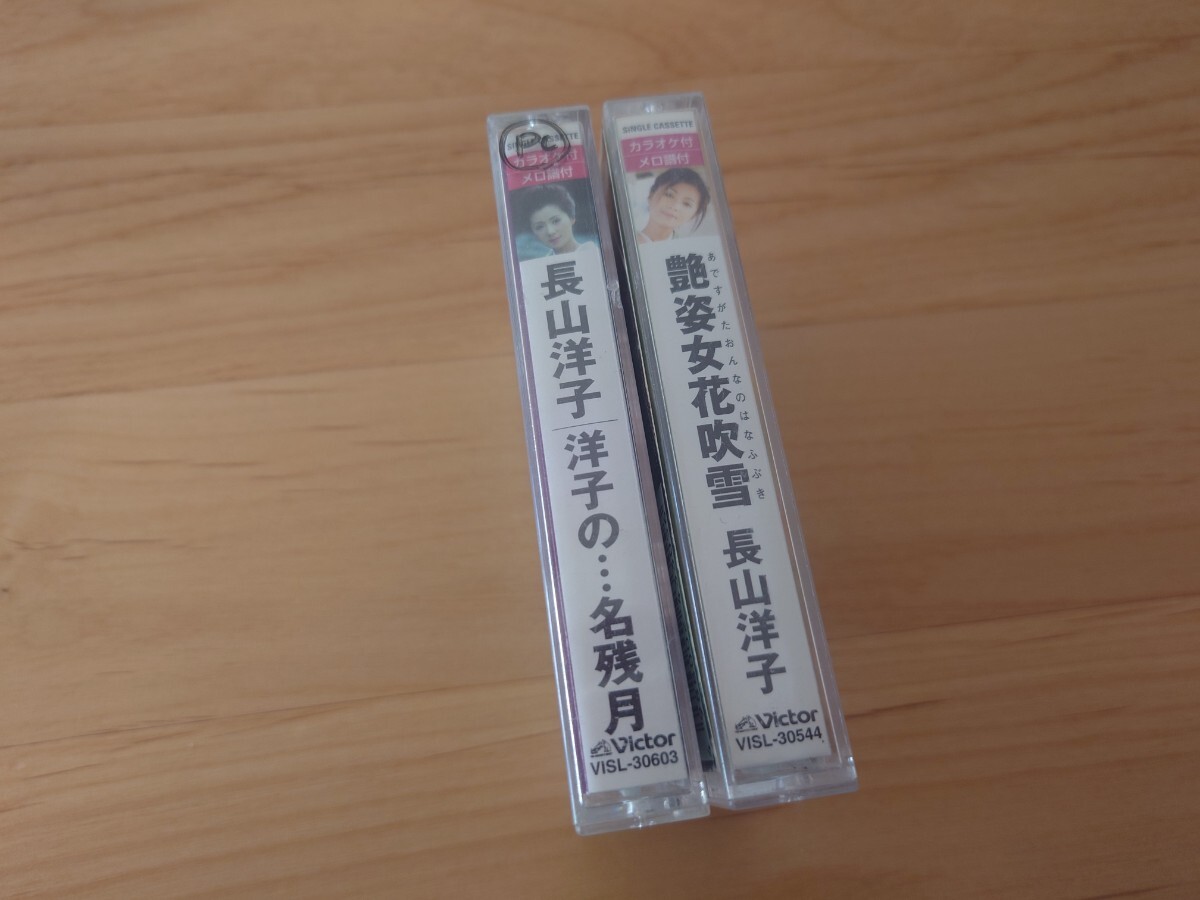 Pc
SINGLE CASSETTE
カラオケ付
メロ譜付
長山洋子
洋子の…名残月
Victor
VISL-30603
SINGLE CASSETTE
カラオケ付
メロ譜付
艶姿女花吹雪
あですがたおんなのはなふぶき
長山洋子
Victor
VISL-30544